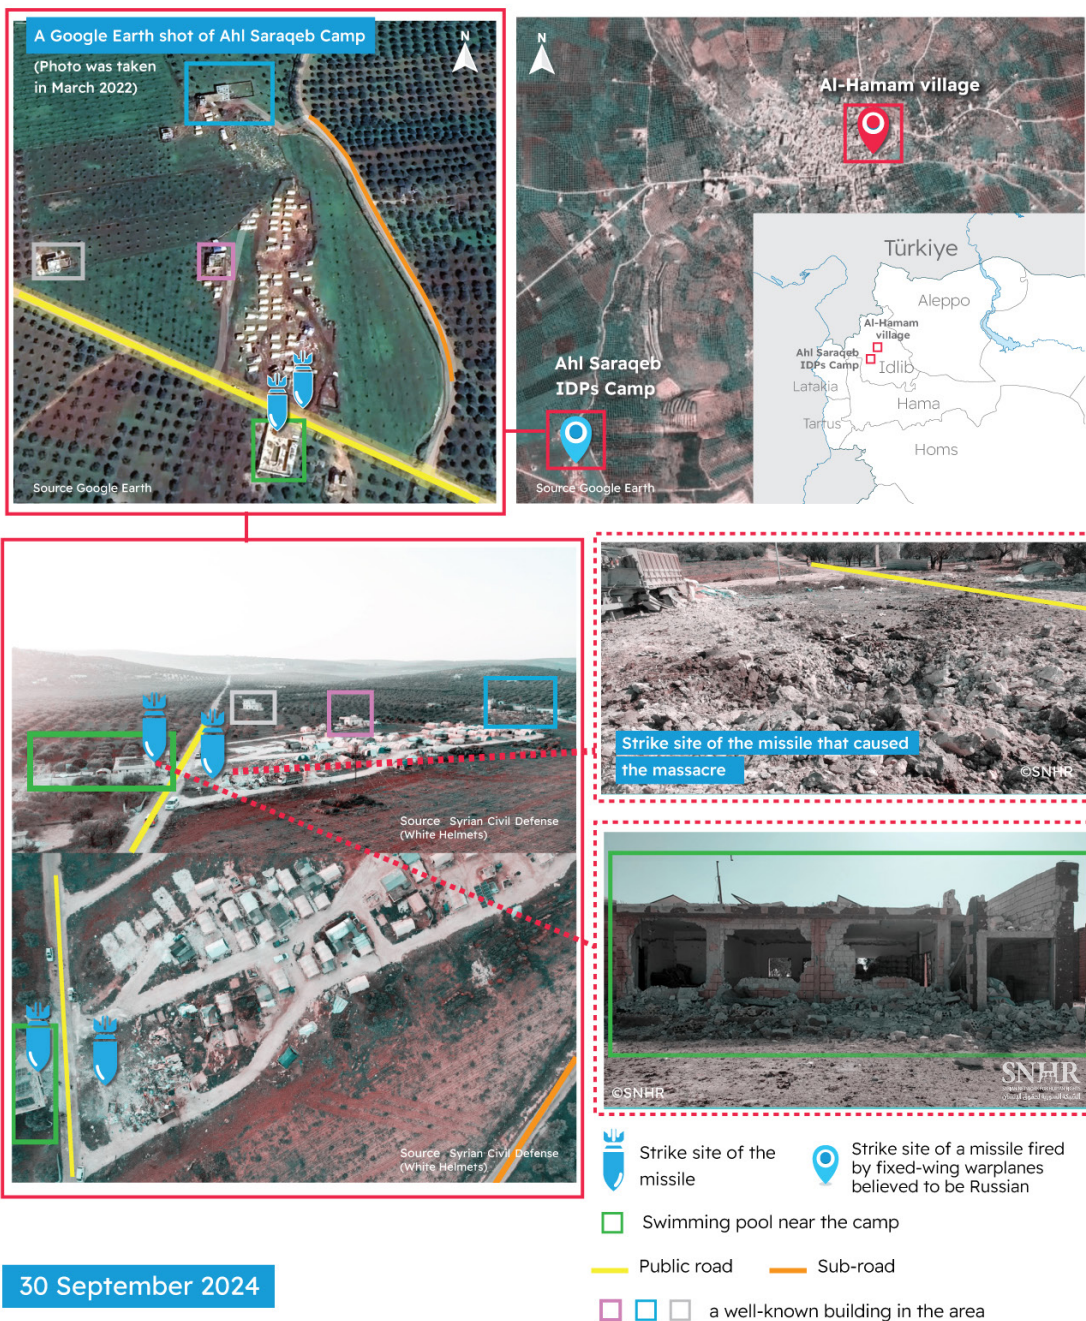 A Google Earth shot of Ahl Saraqeb Camp
(Photo was taken
in March 2022)
N
Source Google Earth
N
Al-Hamam village
Ahl Saraqeb
IDPs Camp
Source Google Earth
Türkiye
Aleppo
Al-Hamam
village
Ahl Saraqeb
IDPs Camp
Idlib
Latakia
Hama
Tartus
Homs
Source Syrian Civil Defense
(White Helmets)
Strike site of the missile that caused
the massacre
©SNHR
Source Syrian Civil Defense
(White Helmets)
©SNHR
SNHR
الشبكة السورية لحقوق الإنسان
Strike site of the
missile
Strike site of a missile fired
by fixed-wing warplanes
believed to be Russian
Swimming pool near the camp
Public road
Sub-road
a well-known building in the area
30 September 2024